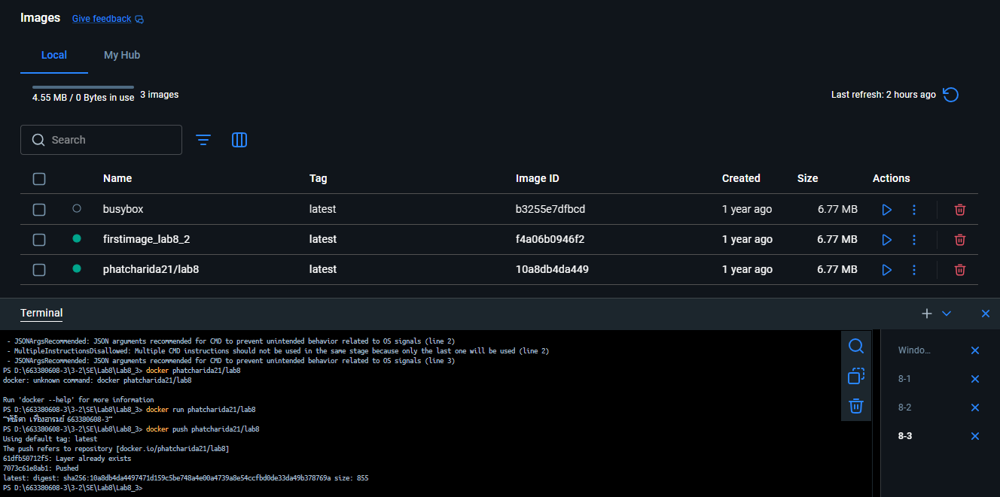 Images Give feedback
Local My Hub
4.55 MB / 0 Bytes in use 3 images Last refresh: 2 hours ago
Search
Name Tag Image ID Created Size Actions
busybox latest b3255e7dfbcd 1 year ago 6.77 MB
firstimage_lab8_2 latest f4a06b0946f2 1 year ago 6.77 MB
phatcharida21/lab8 latest 10a8db4da449 1 year ago 6.77 MB
Terminal
- JSONArgsRecommended: JSON arguments recommended for CMD to prevent unintended behavior related to OS signals (line 2)
- MultipleInstructionsDisallowed: Multiple CMD instructions should not be used in the same stage because only the last one will be used (line 2)
- JSONArgsRecommended: JSON arguments recommended for CMD to prevent unintended behavior related to OS signals (line 3)
PS D:\663380608-3\3-2\SE\Lab8\Lab8_3> docker phatcharida21/lab8
docker: unknown command: docker phatcharida21/lab8
Run 'docker --help' for more information
PS D:\663380608-3\3-2\SE\Lab8\Lab8_3> docker run phatcharida21/lab8
663380608-3"
PS D:\663380608-3\3-2\SE\Lab8\Lab8_3> docker push phatcharida21/lab8
Using default tag: latest
The push refers to repository [docker.io/phatcharida21/lab8]
61dfb50712f5: Layer already exists
7073c61e8ab1: Pushed
latest: digest: sha256:10a8db4da4497471d159c5be748a4e00a4739a8e54ccfbd0de33da49b378769a size: 855
PS D:\663380608-3\3-2\SE\Lab8\Lab8_3>
Windo...
8-1
8-2
8-3